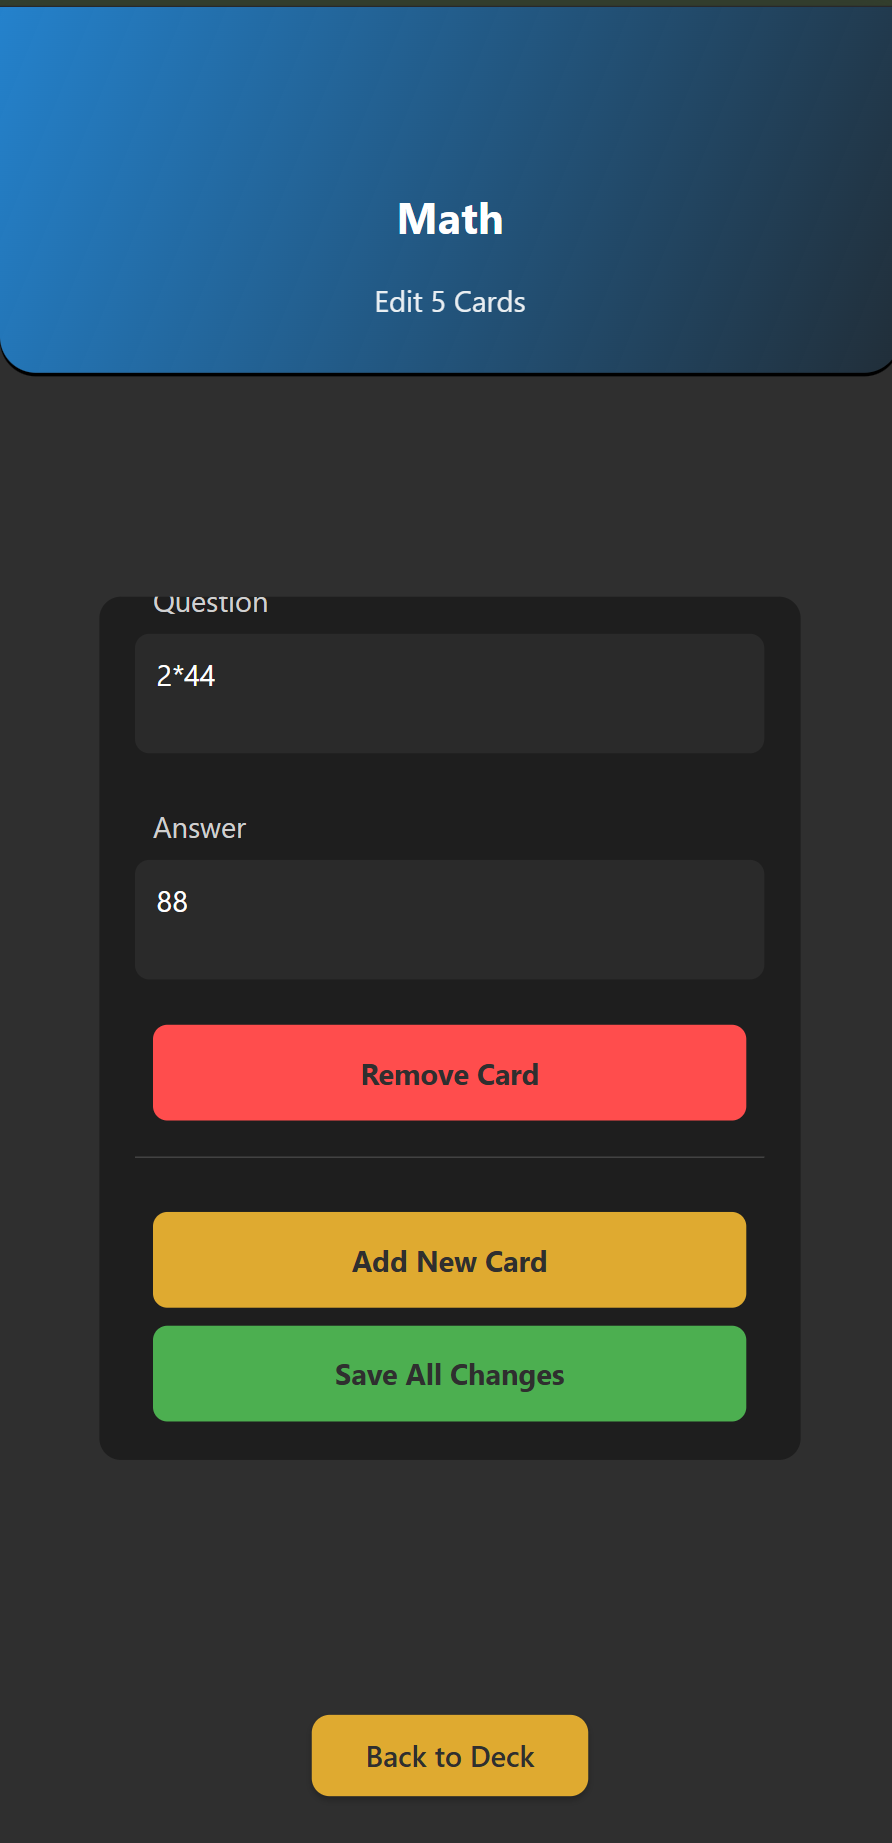 Math
Edit 5 Cards
Question
2*44
Answer
88
Remove Card
Add New Card
Save All Changes
Back to Deck